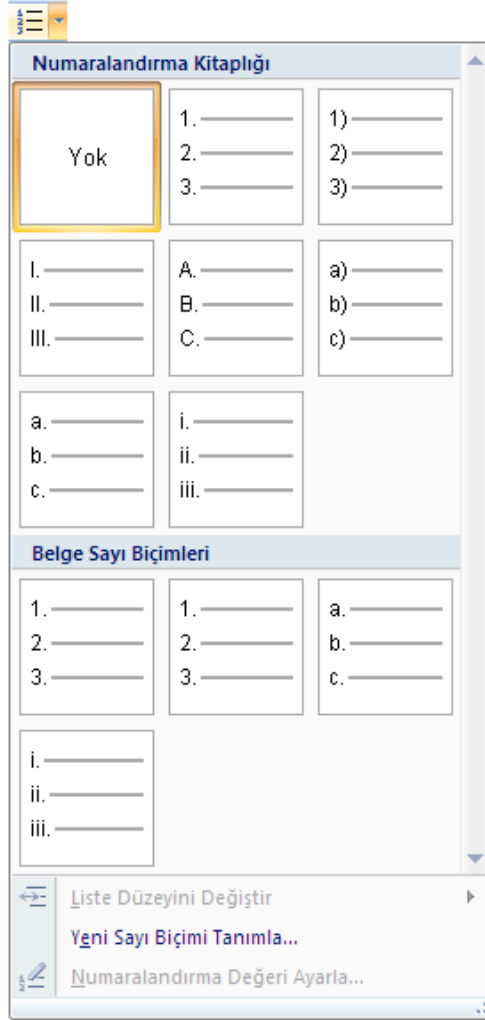 Numaralandırma Kitaplığı
Yok
1.
2.
3.
1)
2)
3)
I.
II.
III.
A.
B.
C.
a)
b)
c)
a.
b.
c.
i.
ii.
iii.
Belge Sayı Biçimleri
1.
2.
3.
1.
2.
3.
a.
b.
c.
i.
ii.
iii.
Liste Düzeyini Değiştir
Yeni Sayı Biçimi Tanımla...
Numaralandırma Değeri Ayarla...